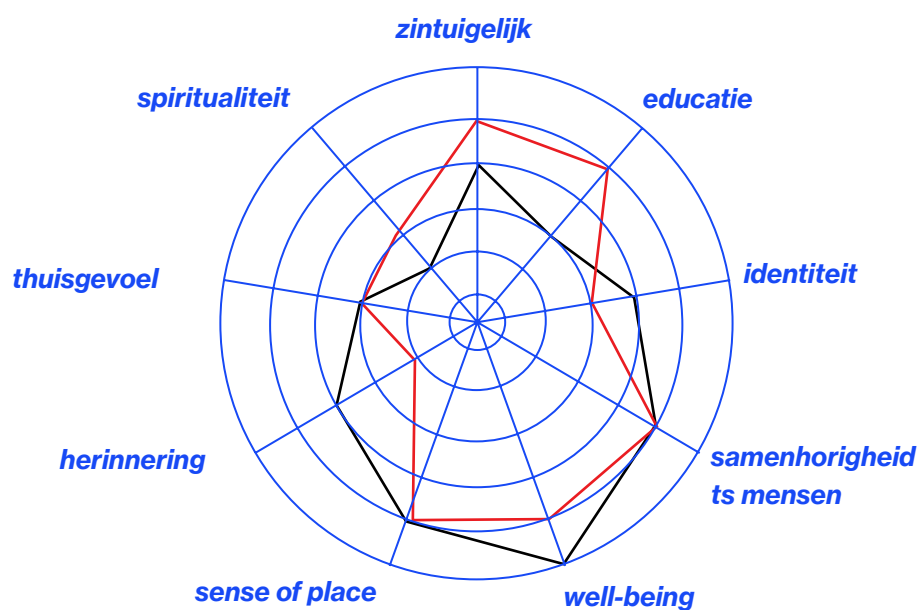 zintuigelijk
educatie
identiteit
samenhorigheid
ts mensen
well-being
sense of place
herinnering
thuisgevoel
spiritualiteit